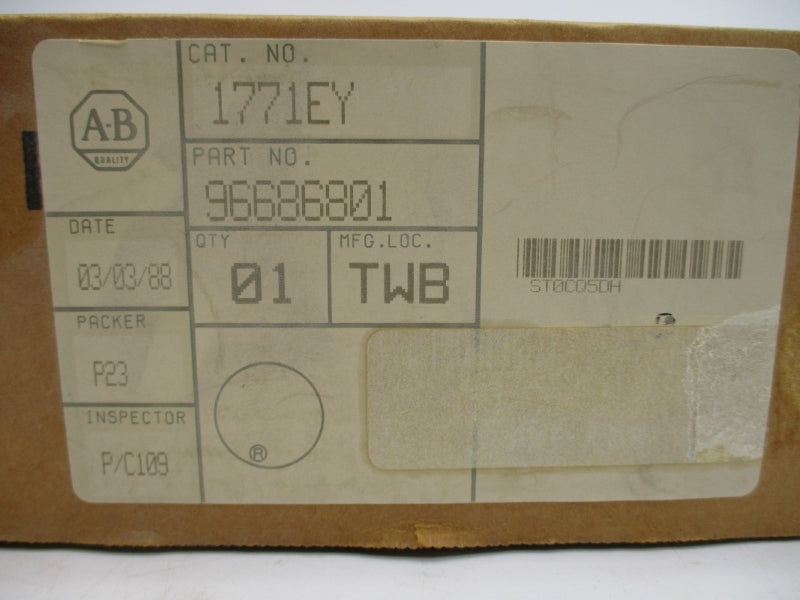 A-B
QUALITY
CAT. NO.
1771EY
PART NO.
96686801
DATE
03/03/88
QTY
01
MFG.LOC.
TWB
PACKER
P23
INSPECTOR
P/C109
®
ST0CQ5DH